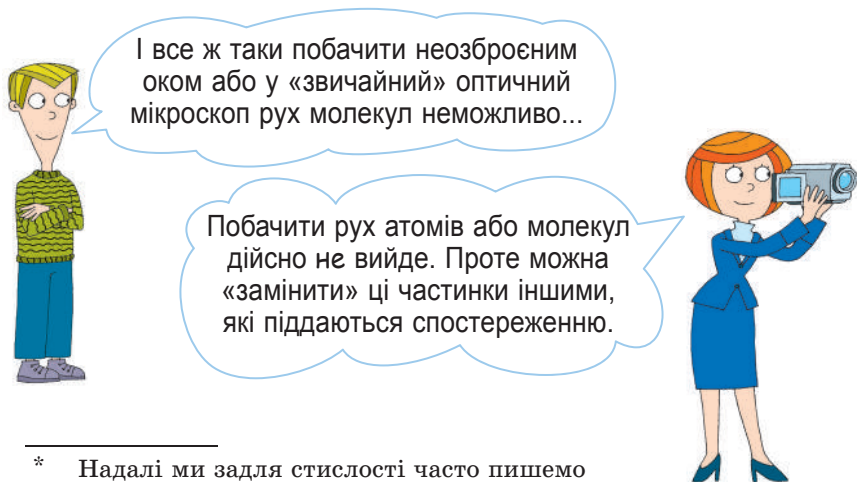 І все ж таки побачити неозброєним
оком або у «звичайний» оптичний
мікроскоп рух молекул неможливо...
Побачити рух атомів або молекул
дійсно не вийде. Проте можна
«замінити» ці частинки іншими,
які піддаються спостереженню.
* Надалі ми задля стислості часто пишемо